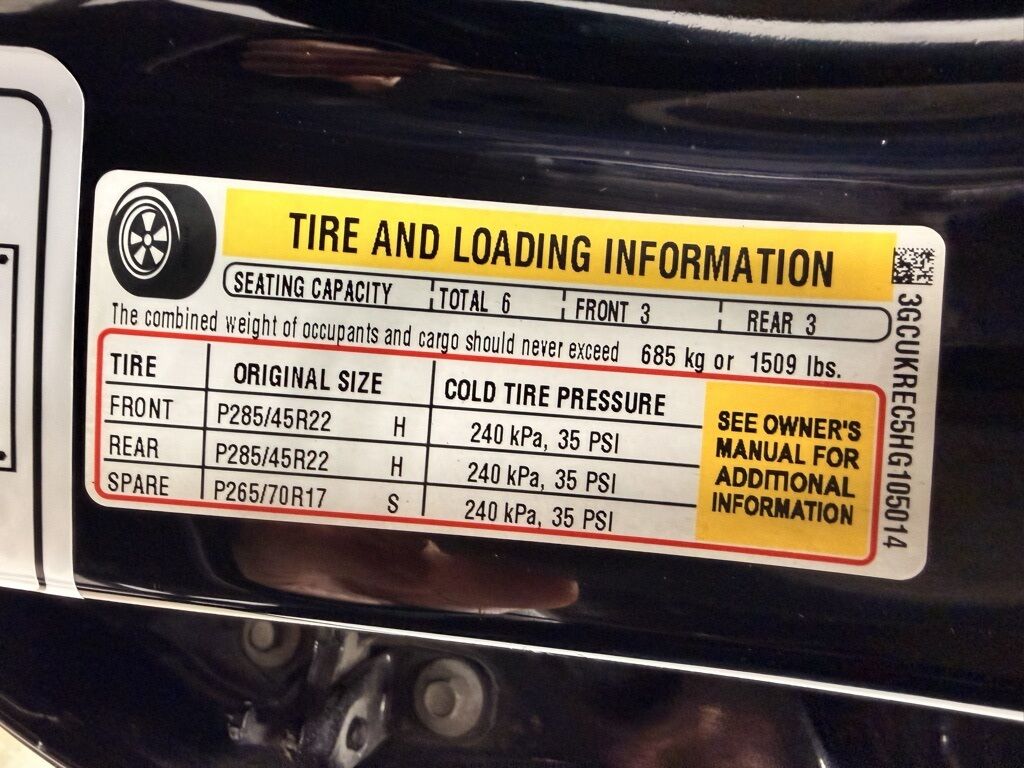 TIRE AND LOADING INFORMATION
SEATING CAPACITY TOTAL 6 FRONT 3 REAR 3
The combined weight of occupants and cargo should never exceed 685 kg or 1509 lbs.
TIRE ORIGINAL SIZE COLD TIRE PRESSURE
FRONT P285/45R22 H 240 kPa, 35 PSI
REAR P285/45R22 H 240 kPa, 35 PSI
SPARE P265/70R17 S 240 kPa, 35 PSI
SEE OWNER'S
MANUAL FOR
ADDITIONAL
INFORMATION
3GCUKREC5HG105014